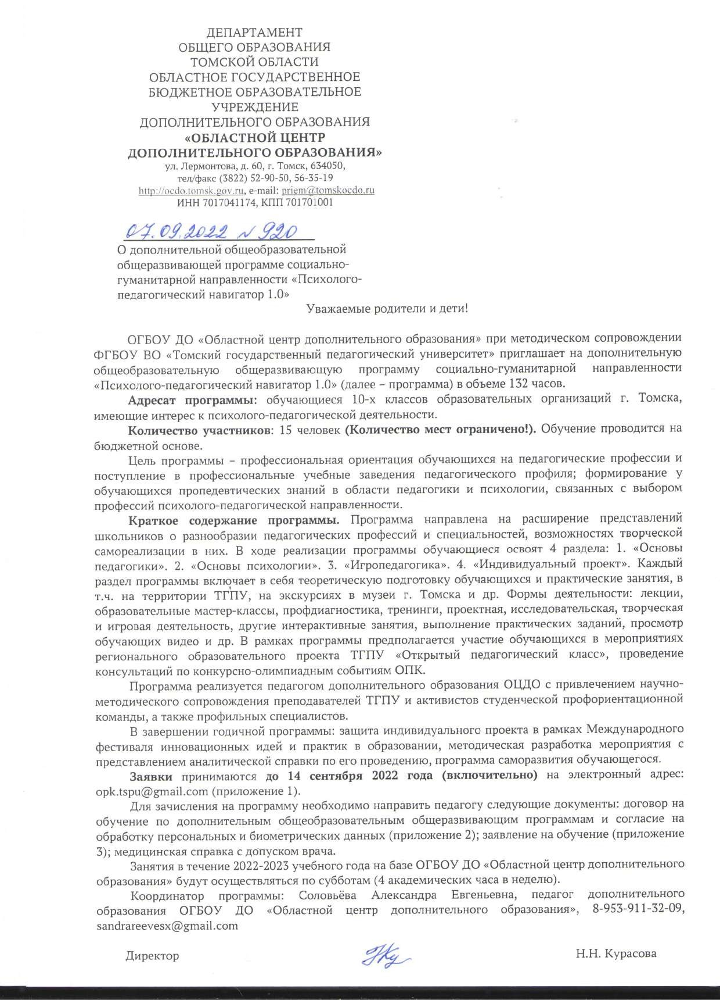 ДЕПАРТАМЕНТ
ОБЩЕГО ОБРАЗОВАНИЯ
ТОМСКОЙ ОБЛАСТИ
ОБЛАСТНОЕ ГОСУДАРСТВЕННОЕ
БЮДЖЕТНОЕ ОБРАЗОВАТЕЛЬНОЕ
УЧРЕЖДЕНИЕ
ДОПОЛНИТЕЛЬНОГО ОБРАЗОВАНИЯ
«ОБЛАСТНОЙ ЦЕНТР
ДОПОЛНИТЕЛЬНОГО ОБРАЗОВАНИЯ»
ул. Лермонтова, д. 60, г. Томск, 634050,
тел/факс (3822) 52-90-50, 56-35-19
http://ocdo.tomsk.gov.ru, e-mail: priem@tomskocdo.ru
ИНН 7017041174, КПП 701701001
07.09.2022 № 920
О дополнительной общеобразовательной
общеразвивающей программе социально-
гуманитарной направленности «Психолого-
педагогический навигатор 1.0»
Уважаемые родители и дети!
ОГБОУ ДО «Областной центр дополнительного образования» при методическом сопровождении
ФГБОУ ВО «Томский государственный педагогический университет» приглашает на дополнительную
общеобразовательную общеразвивающую программу социально-гуманитарной направленности
«Психолого-педагогический навигатор 1.0» (далее – программа) в объеме 132 часов.
Адресат программы: обучающиеся 10-х классов образовательных организаций г. Томска,
имеющие интерес к психолого-педагогической деятельности.
Количество участников: 15 человек (Количество мест ограничено!). Обучение проводится на
бюджетной основе.
Цель программы – профессиональная ориентация обучающихся на педагогические профессии и
поступление в профессиональные учебные заведения педагогического профиля; формирование у
обучающихся пропедевтических знаний в области педагогики и психологии, связанных с выбором
профессий психолого-педагогической направленности.
Краткое содержание программы. Программа направлена на расширение представлений
школьников о разнообразии педагогических профессий и специальностей, возможностях творческой
самореализации в них. В ходе реализации программы обучающиеся освоят 4 раздела: 1. «Основы
педагогики». 2. «Основы психологии». 3. «Игропедагогика». 4. «Индивидуальный проект». Каждый
раздел программы включает в себя теоретическую подготовку обучающихся и практические занятия, в
т.ч. на территории ТГПУ, на экскурсиях в музеи г. Томска и др. Формы деятельности: лекции,
образовательные мастер-классы, профдиагностика, тренинги, проектная, исследовательская, творческая
и игровая деятельность, другие интерактивные занятия, выполнение практических заданий, просмотр
обучающих видео и др. В рамках программы предполагается участие обучающихся в мероприятиях
регионального образовательного проекта ТГПУ «Открытый педагогический класс», проведение
консультаций по конкурсно-олимпиадным событиям ОПК.
Программа реализуется педагогом дополнительного образования ОЦДО с привлечением научно-
методического сопровождения преподавателей ТГПУ и активистов студенческой профориентационной
команды, а также профильных специалистов.
В завершении годичной программы: защита индивидуального проекта в рамках Международного
фестиваля инновационных идей и практик в образовании, методическая разработка мероприятия с
представлением аналитической справки по его проведению, программа саморазвития обучающегося.
Заявки принимаются до 14 сентября 2022 года (включительно) на электронный адрес:
opk.tspu@gmail.com (приложение 1).
Для зачисления на программу необходимо направить педагогу следующие документы: договор на
обучение по дополнительным общеобразовательным общеразвивающим программам и согласие на
обработку персональных и биометрических данных (приложение 2); заявление на обучение (приложение
3); медицинская справка с допуском врача.
Занятия в течение 2022-2023 учебного года на базе ОГБОУ ДО «Областной центр дополнительного
образования» будут осуществляться по субботам (4 академических часа в неделю).
Координатор программы: Соловьёва Александра Евгеньевна, педагог дополнительного
образования ОГБОУ ДО «Областной центр дополнительного образования», 8-953-911-32-09,
sandrareevesx@gmail.com
Директор Н.Н. Курасова